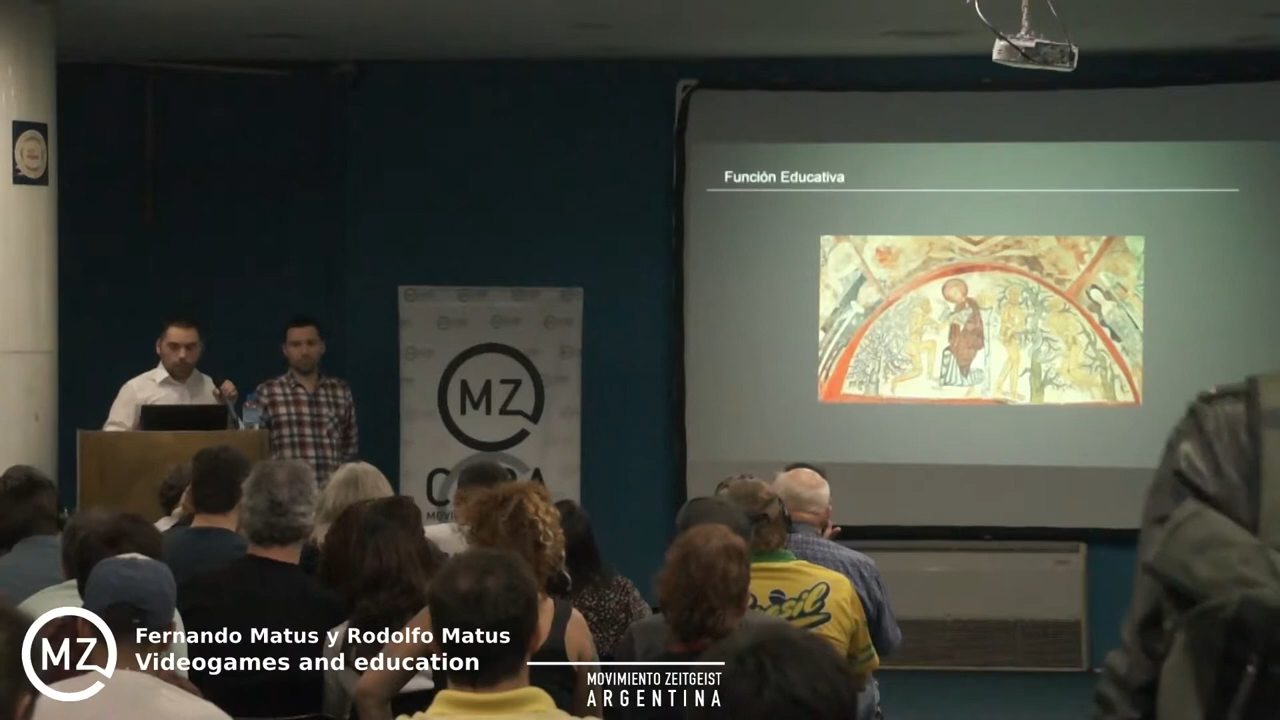 Función Educativa
MZ
MZ
Fernando Matus y Rodolfo Matus
Videogames and education
MOVIMIENTO ZEITGEIST
ARGENTINA